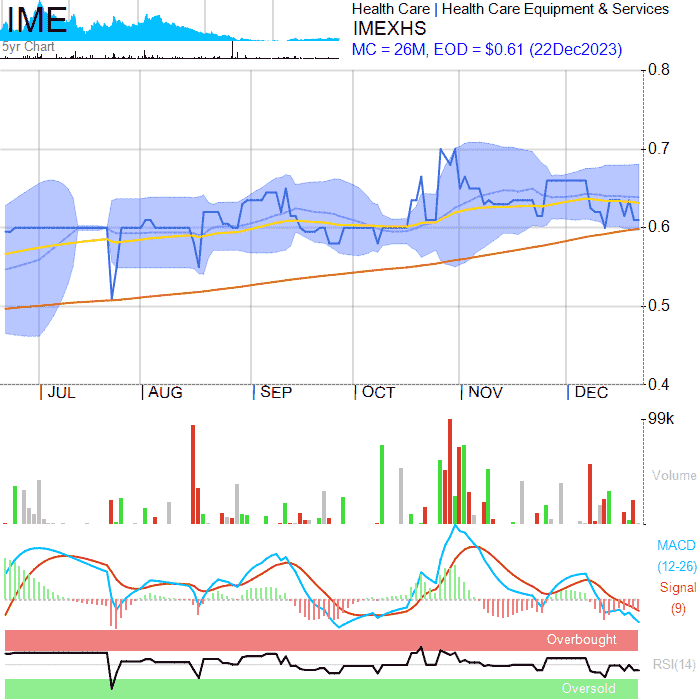 IME
5yr Chart
Health Care | Health Care Equipment & Services
IMEXHS
MC = 26M, EOD = $0.61 (22Dec2023)
0.8
0.7
0.6
0.5
0.4
| JUL | AUG | SEP | OCT | NOV | DEC
99k
Volume
MACD
(12-26)
Signal
(9)
Overbought
RSI(14)
Oversold